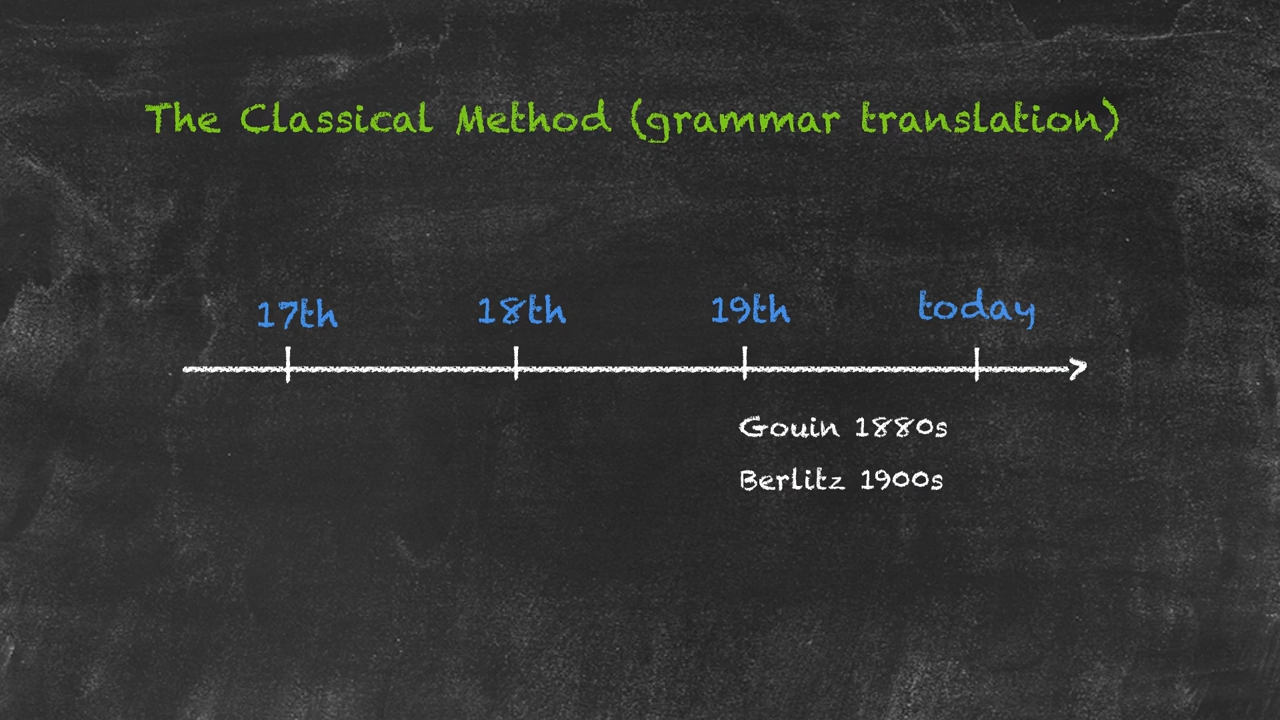 The Classical Method (grammar translation)
17th 18th 19th today
Gouin 1880s
Berlitz 1900s